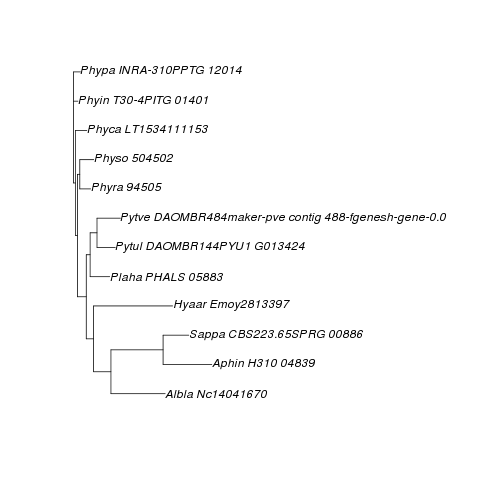 Phypa INRA-310PPTG 12014
Phyin T30-4PITG 01401
Phyca LT1534111153
Physo 504502
Phyra 94505
Pytve DAOMBR484maker-pve contig 488-fgenesh-gene-0.0
Pytul DAOMBR144PYU1 G013424
Plaha PHALS 05883
Hyaar Emoy2813397
Sappa CBS223.65SPRG 00886
Aphin H310 04839
Albla Nc14041670